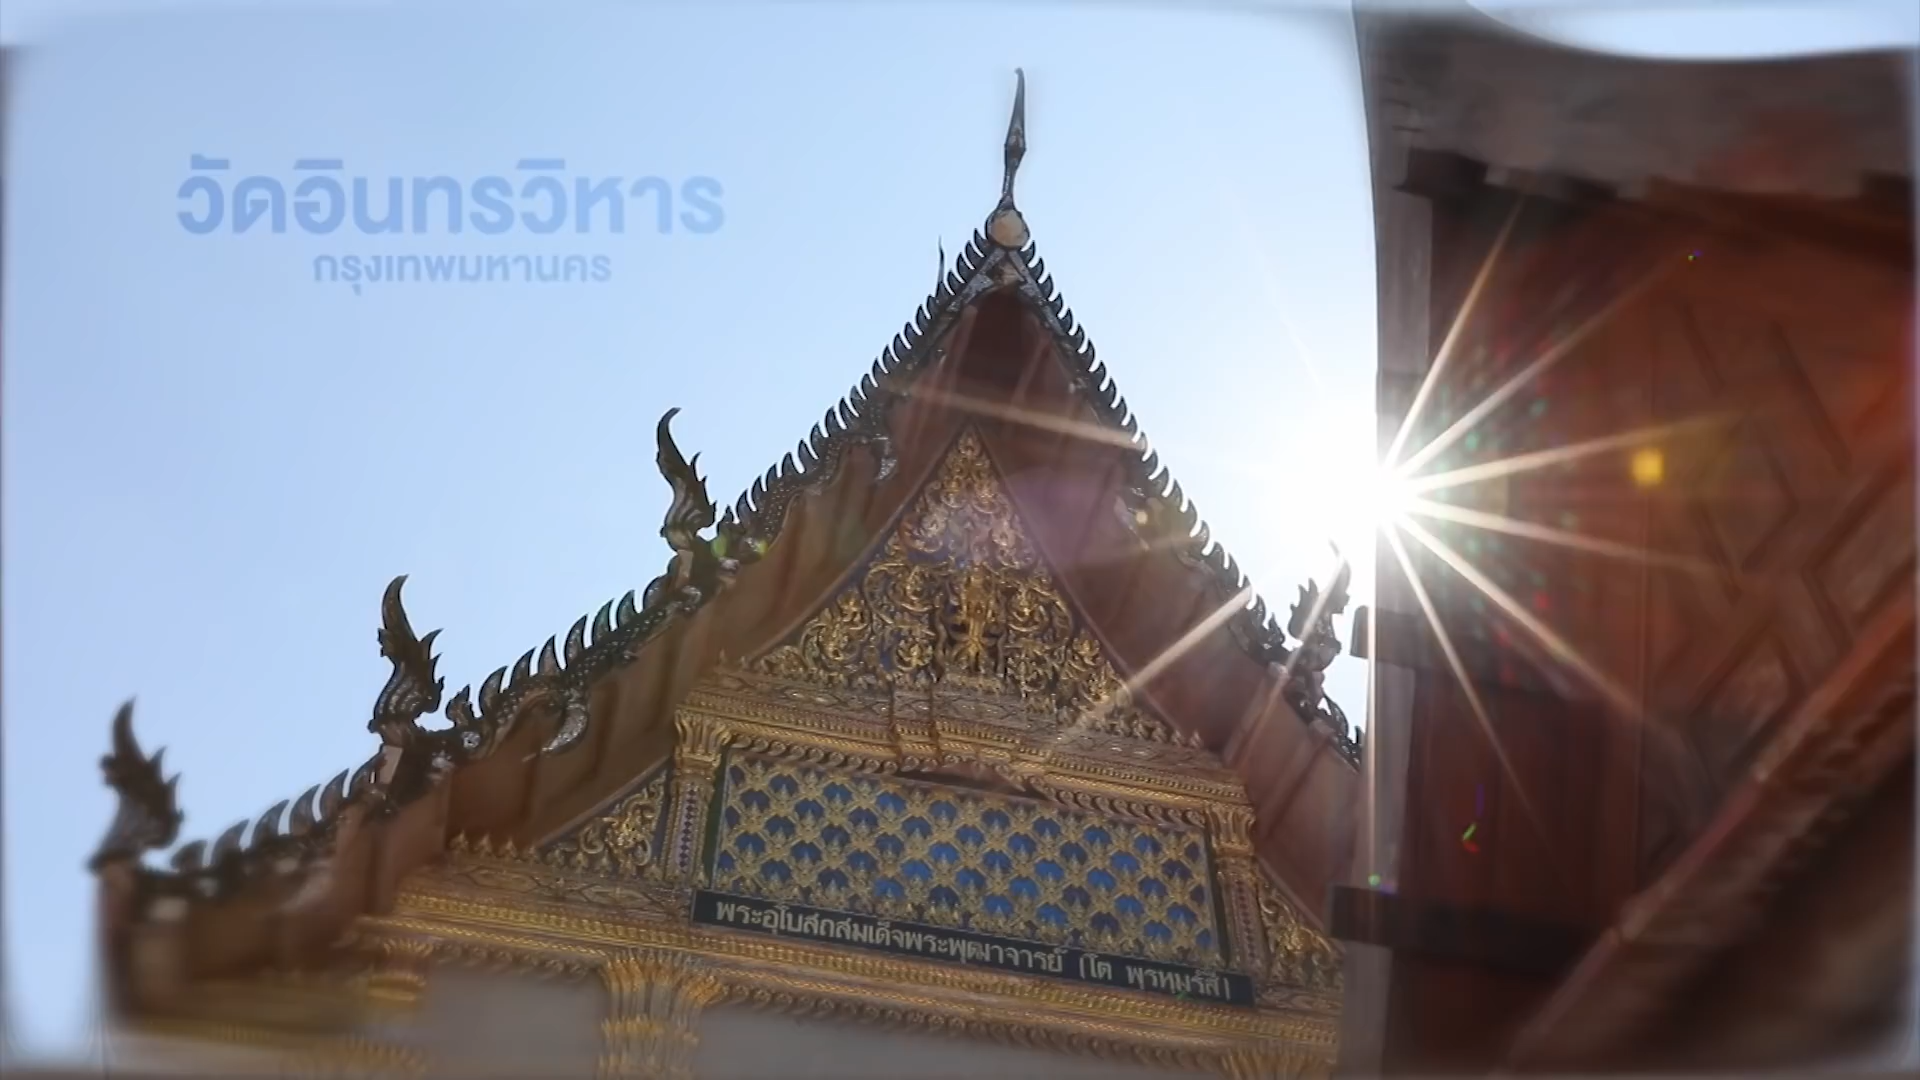 วัดอินทรวิหาร
กรุงเทพมหานคร
พระอุโบสถสมเด็จพระพุฒาจารย์ (โต พฺรหฺมรํสี)